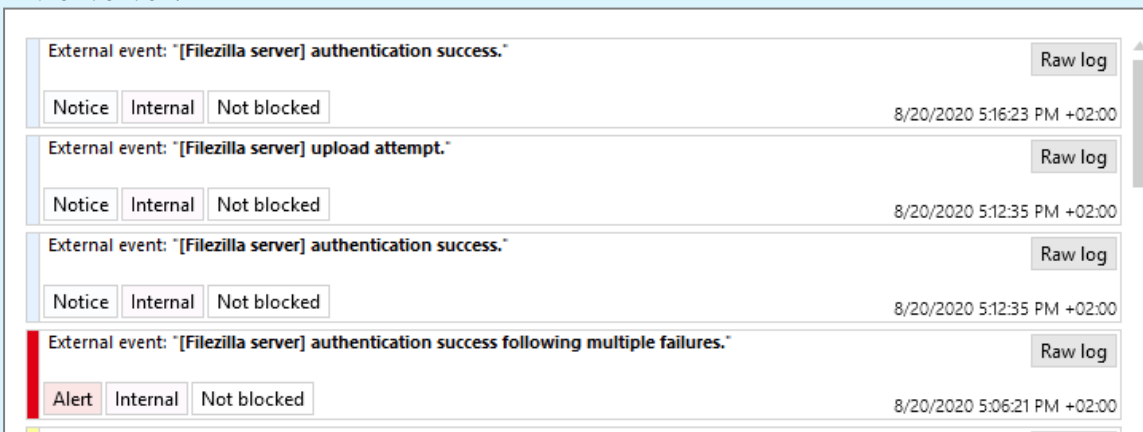 External event: "[Filezilla server] authentication success."
Raw log
Notice Internal Not blocked
8/20/2020 5:16:23 PM +02:00
External event: "[Filezilla server] upload attempt."
Raw log
Notice Internal Not blocked
8/20/2020 5:12:35 PM +02:00
External event: "[Filezilla server] authentication success."
Raw log
Notice Internal Not blocked
8/20/2020 5:12:35 PM +02:00
External event: "[Filezilla server] authentication success following multiple failures."
Raw log
Alert Internal Not blocked
8/20/2020 5:06:21 PM +02:00